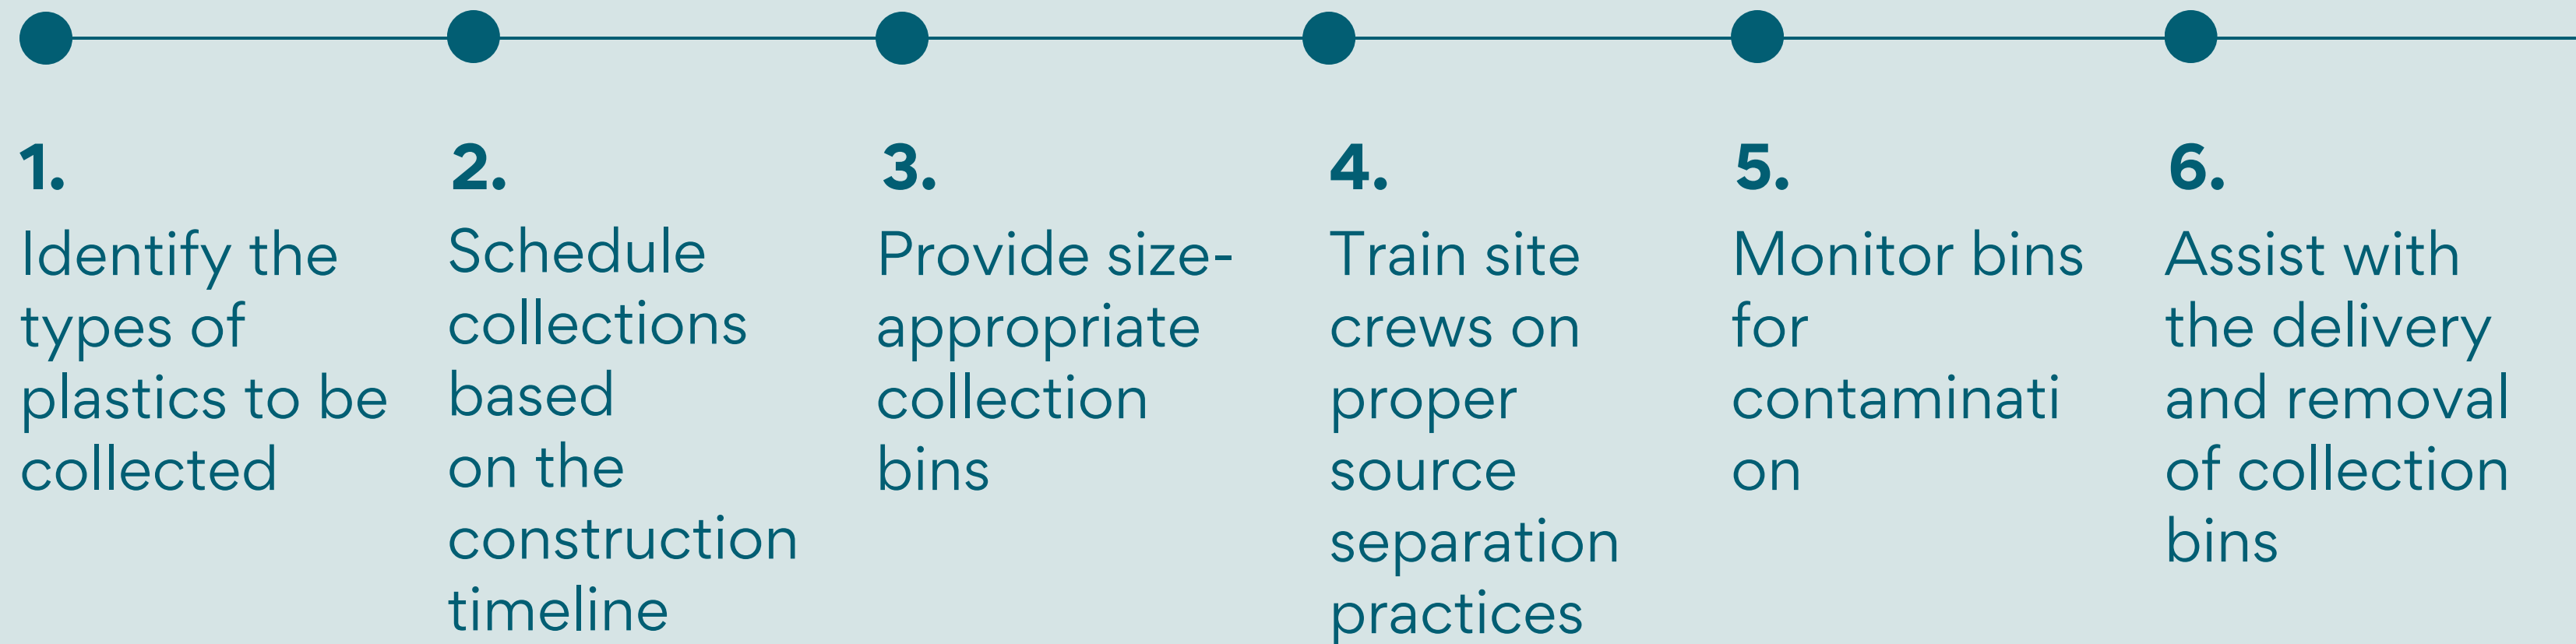 1.
Identify the
types of
plastics to be
collected
2.
Schedule
collections
based
on the
construction
timeline
3.
Provide size-
appropriate
collection
bins
4.
Train site
crews on
proper
source
separation
practices
5.
Monitor bins
for
contaminati
on
6.
Assist with
the delivery
and removal
of collection
bins